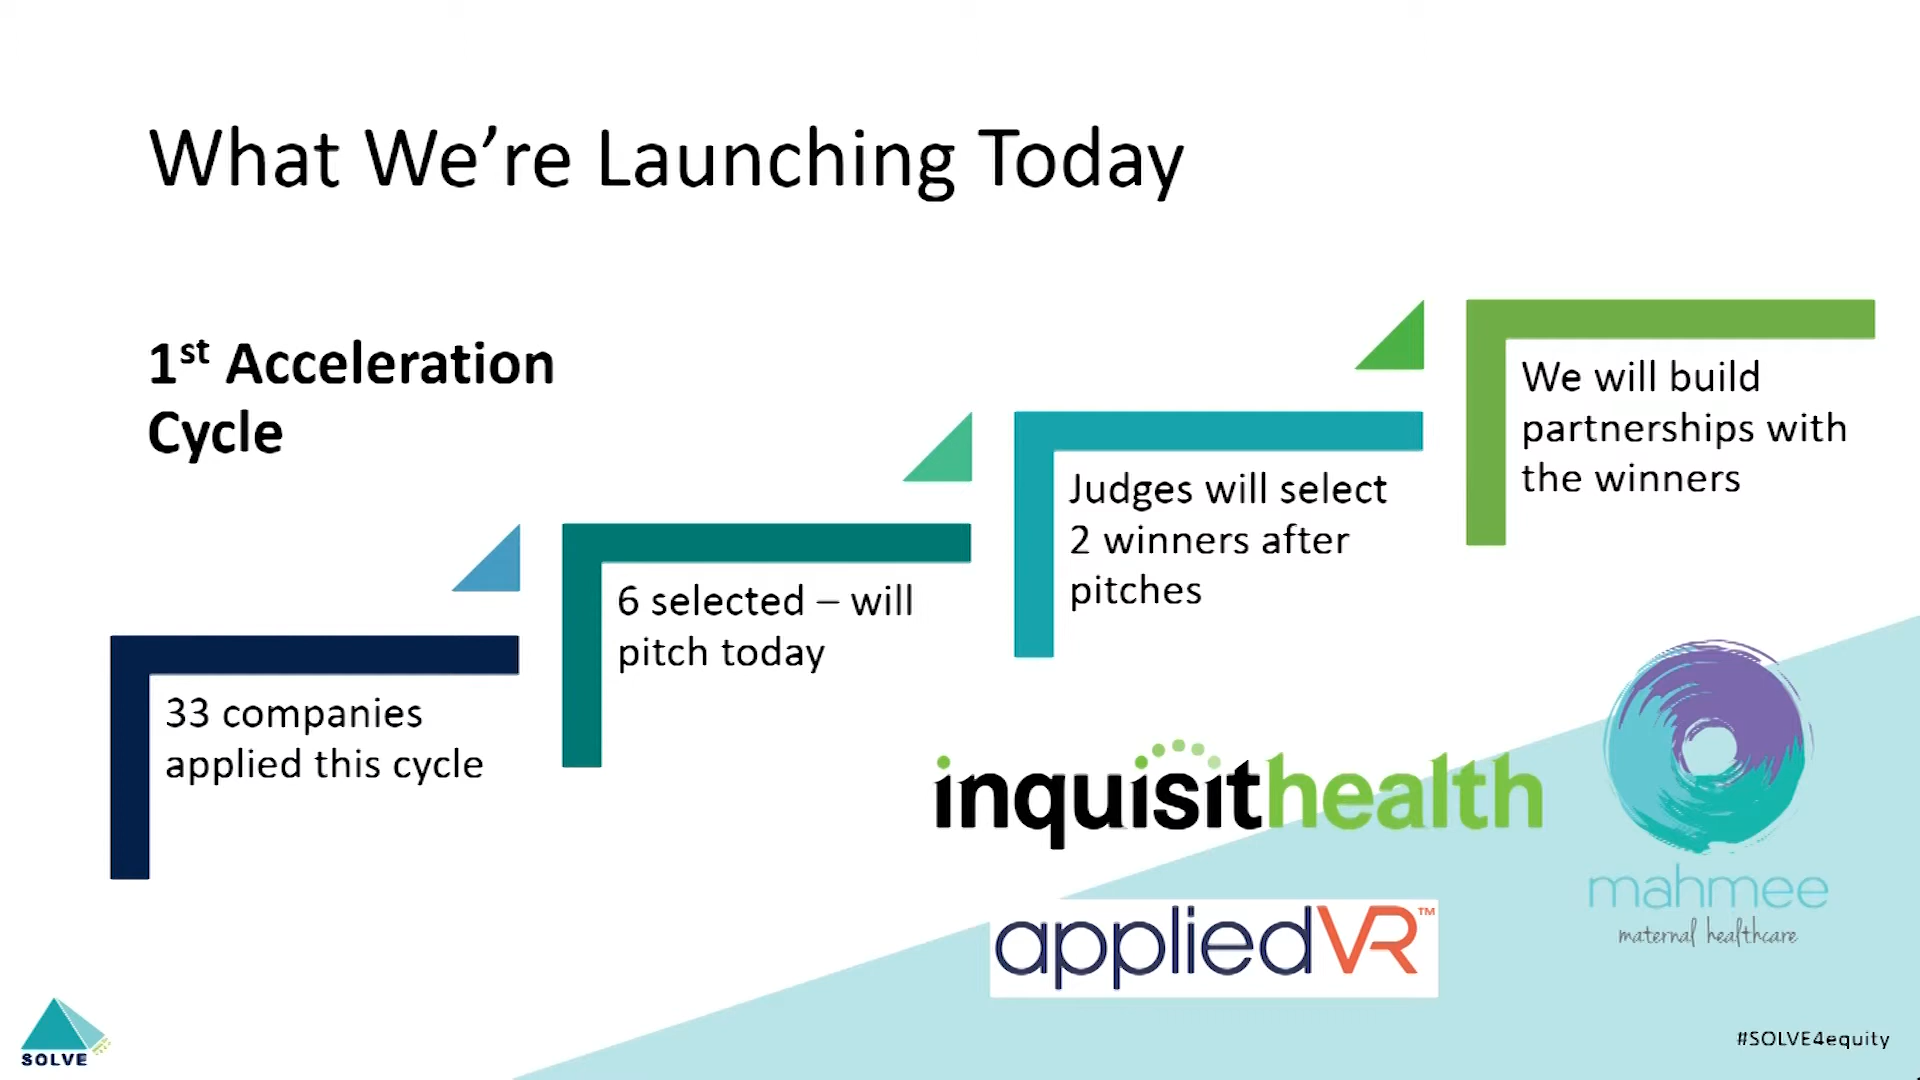 What We’re Launching Today
1st Acceleration
Cycle
33 companies
applied this cycle
6 selected – will
pitch today
Judges will select
2 winners after
pitches
We will build
partnerships with
the winners
inquisithealth
mahmee
maternal healthcare
appliedVR™
SOLVE
#SOLVE4equity